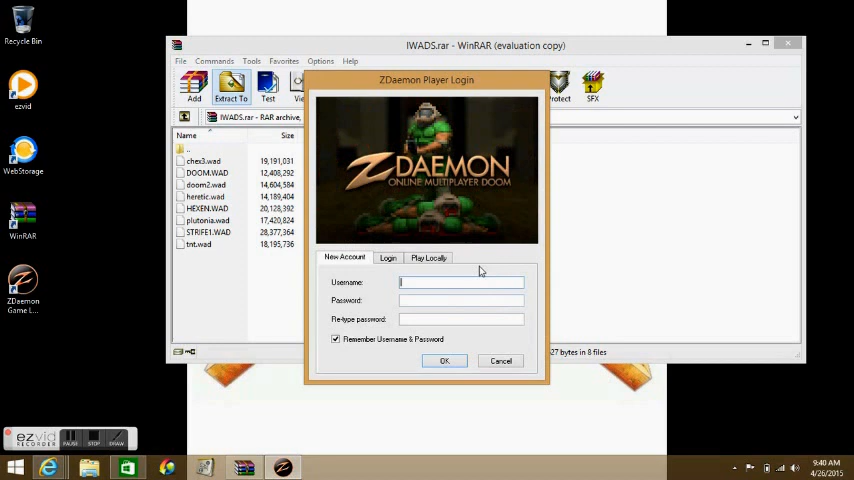 Recycle Bin
ezvid
WebStorage
WinRAR
ZDaemon
Game L...
IWADS.rar - WinRAR (evaluation copy)
File Commands Tools Favorites Options Help
Add Extract To Test Protect SFX
IWADS.rar - RAR archive,
Name Size
..
chex3.wad 19,191,031
DOOM.WAD 12,408,292
doom2.wad 14,604,584
heretic.wad 14,189,404
HEXEN.WAD 20,128,392
plutonia.wad 17,420,824
STRIFE1.WAD 28,377,364
tnt.wad 18,195,736
27 bytes in 8 files
ZDaemon Player Login
ZDAEMON
ONLINE MULTIPLAYER DOOM
New Account Login Play Locally
Username:
Password:
Re-type password:
Remember Username & Password
OK Cancel
ezvid
RECORDER
PAUSE STOP DRAW
9:40 AM
4/26/2015